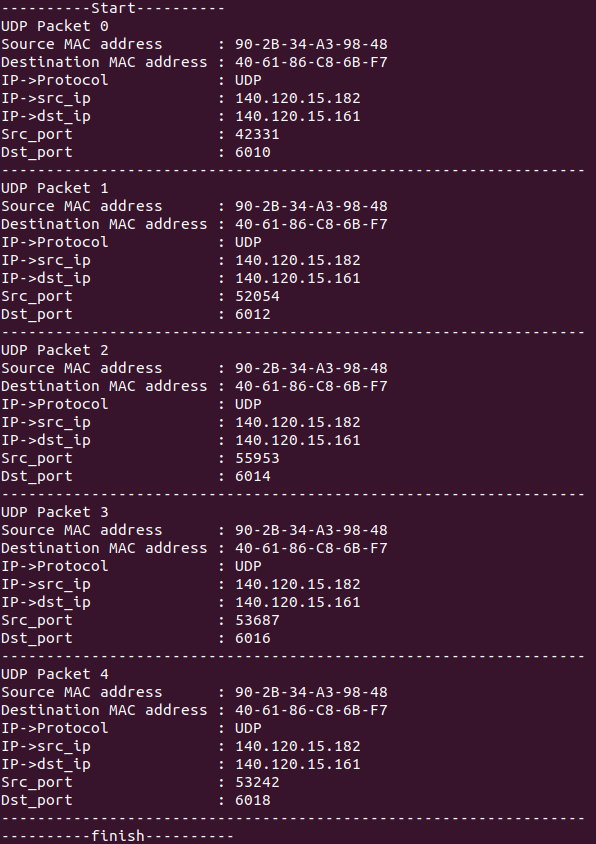 ----------Start----------
UDP Packet 0
Source MAC address      : 90-2B-34-A3-98-48
Destination MAC address : 40-61-86-C8-6B-F7
IP->Protocol            : UDP
IP->src_ip              : 140.120.15.182
IP->dst_ip              : 140.120.15.161
Src_port                : 42331
Dst_port                : 6010
-----------------------------------------------------------------
UDP Packet 1
Source MAC address      : 90-2B-34-A3-98-48
Destination MAC address : 40-61-86-C8-6B-F7
IP->Protocol            : UDP
IP->src_ip              : 140.120.15.182
IP->dst_ip              : 140.120.15.161
Src_port                : 52054
Dst_port                : 6012
-----------------------------------------------------------------
UDP Packet 2
Source MAC address      : 90-2B-34-A3-98-48
Destination MAC address : 40-61-86-C8-6B-F7
IP->Protocol            : UDP
IP->src_ip              : 140.120.15.182
IP->dst_ip              : 140.120.15.161
Src_port                : 55953
Dst_port                : 6014
-----------------------------------------------------------------
UDP Packet 3
Source MAC address      : 90-2B-34-A3-98-48
Destination MAC address : 40-61-86-C8-6B-F7
IP->Protocol            : UDP
IP->src_ip              : 140.120.15.182
IP->dst_ip              : 140.120.15.161
Src_port                : 53687
Dst_port                : 6016
-----------------------------------------------------------------
UDP Packet 4
Source MAC address      : 90-2B-34-A3-98-48
Destination MAC address : 40-61-86-C8-6B-F7
IP->Protocol            : UDP
IP->src_ip              : 140.120.15.182
IP->dst_ip              : 140.120.15.161
Src_port                : 53242
Dst_port                : 6018
-----------------------------------------------------------------
----------finish----------